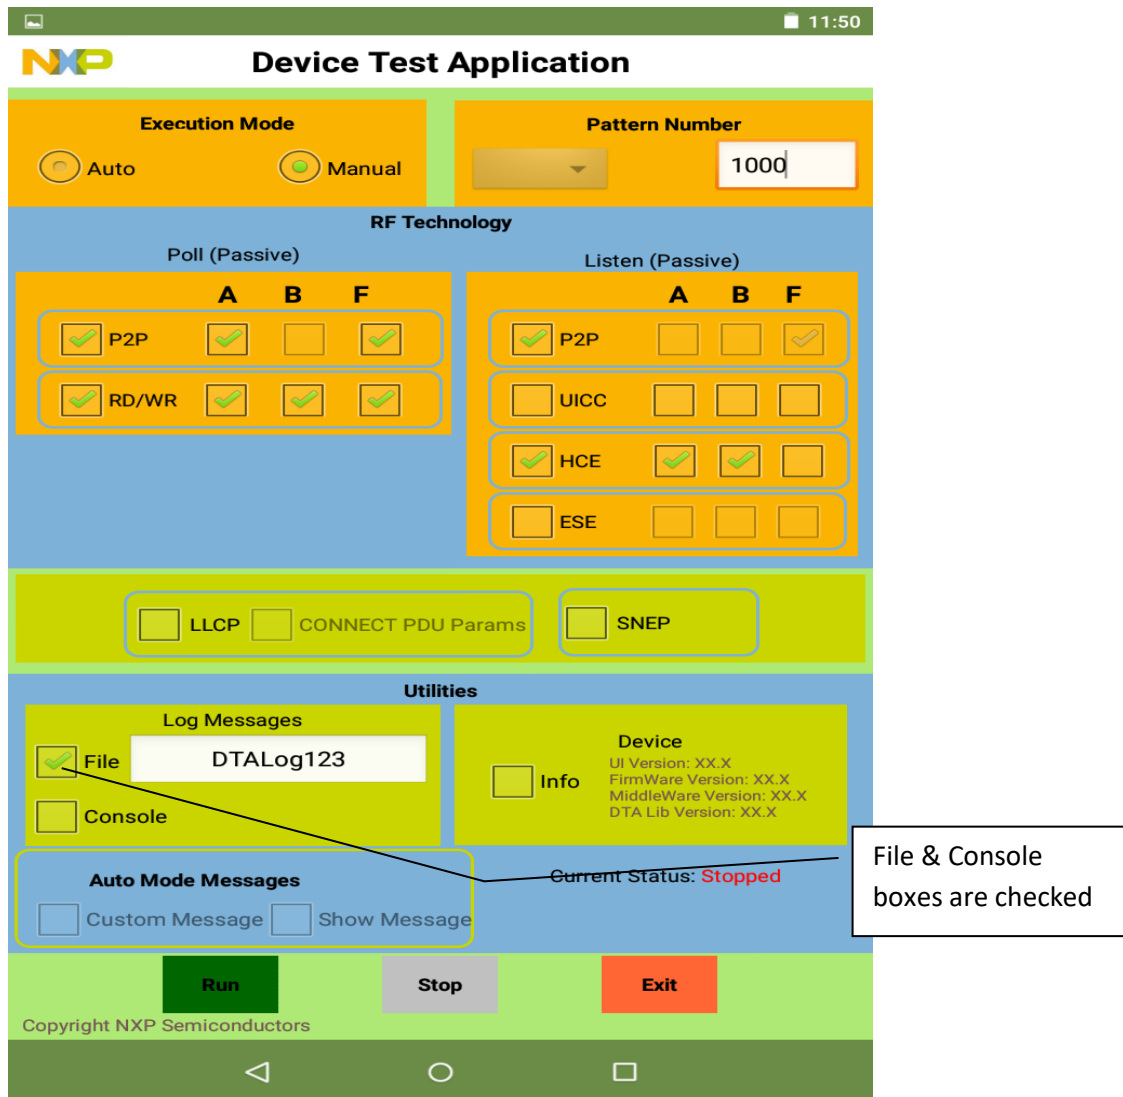 11:50
NXP Device Test Application
Execution Mode
Auto Manual
Pattern Number
1000
RF Technology
Poll (Passive)
A B F
P2P
RD/WR
Listen (Passive)
A B F
P2P
UICC
HCE
ESE
LLCP CONNECT PDU Params SNEP
Utilities
Log Messages
File DTALog123
Console
Info
Device
UI Version: XX.X
FirmWare Version: XX.X
MiddleWare Version: XX.X
DTA Lib Version: XX.X
File & Console
boxes are checked
Auto Mode Messages
Custom Message Show Message
Current Status: Stopped
Run Stop Exit
Copyright NXP Semiconductors